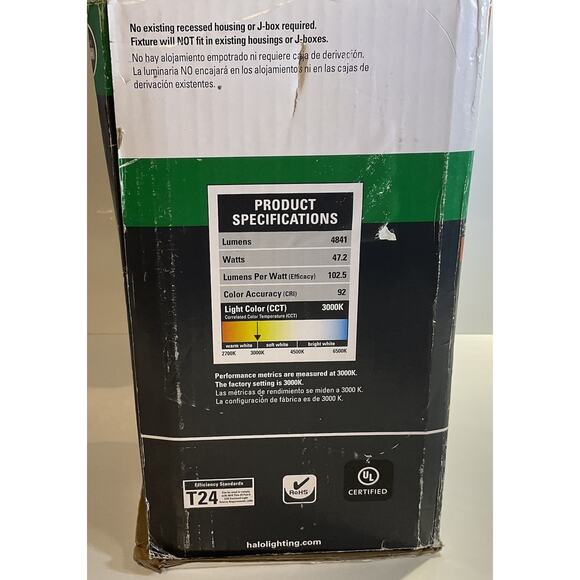 No existing recessed housing or J-box required.
Fixture will NOT fit in existing housings or J-boxes.
No hay alojamiento empotrado ni requiere caja de derivación.
La luminaria NO encajará en los alojamientos ni en las cajas de
derivación existentes.
PRODUCT
SPECIFICATIONS
Lumens 4841
Watts 47.2
Lumens Per Watt (Efficacy) 102.5
Color Accuracy (CRI) 92
Light Color (CCT) 3000K
Correlated Color Temperature (CCT)
warm white soft white bright white
2700K 3000K 4500K 6500K
Performance metrics are measured at 3000K.
The factory setting is 3000K.
Las métricas de rendimiento se miden a 3000 K.
La configuración de fábrica es de 3000 K.
Efficiency Standards
T24
RoHS
UL
CERTIFIED
halolighting.com